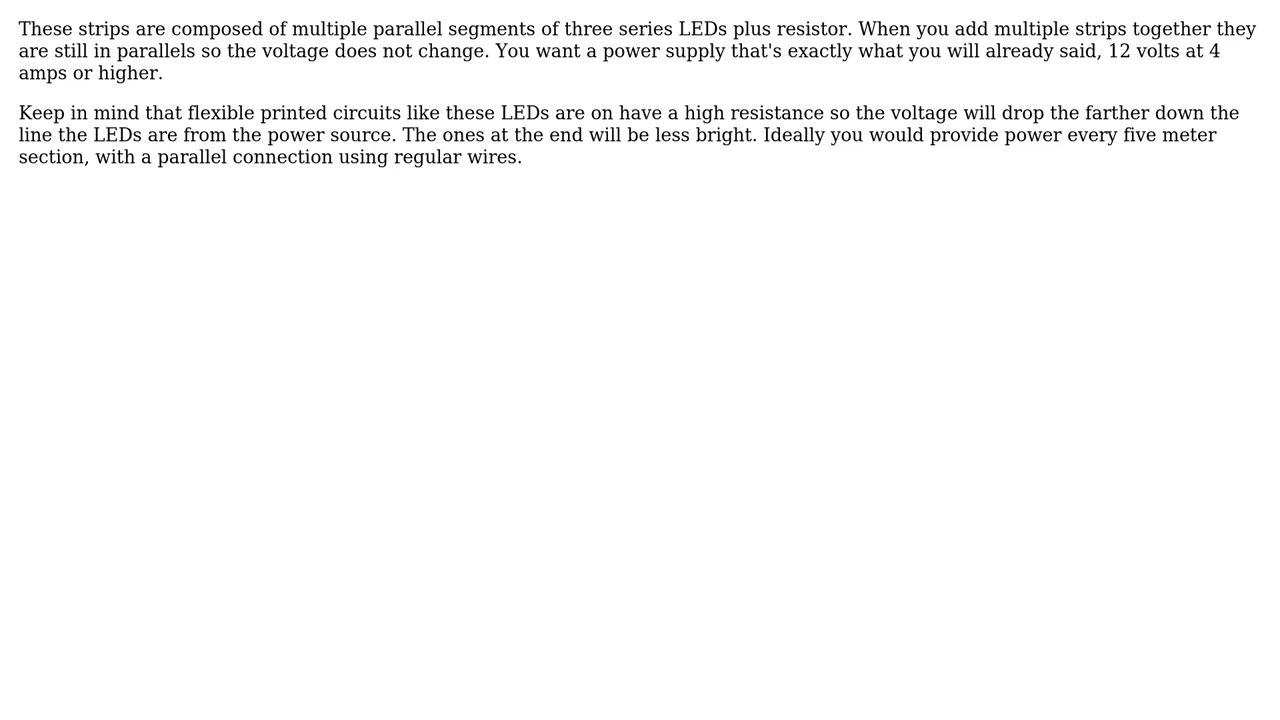 These strips are composed of multiple parallel segments of three series LEDs plus resistor. When you add multiple strips together they
are still in parallels so the voltage does not change. You want a power supply that's exactly what you will already said, 12 volts at 4
amps or higher.
Keep in mind that flexible printed circuits like these LEDs are on have a high resistance so the voltage will drop the farther down the
line the LEDs are from the power source. The ones at the end will be less bright. Ideally you would provide power every five meter
section, with a parallel connection using regular wires.